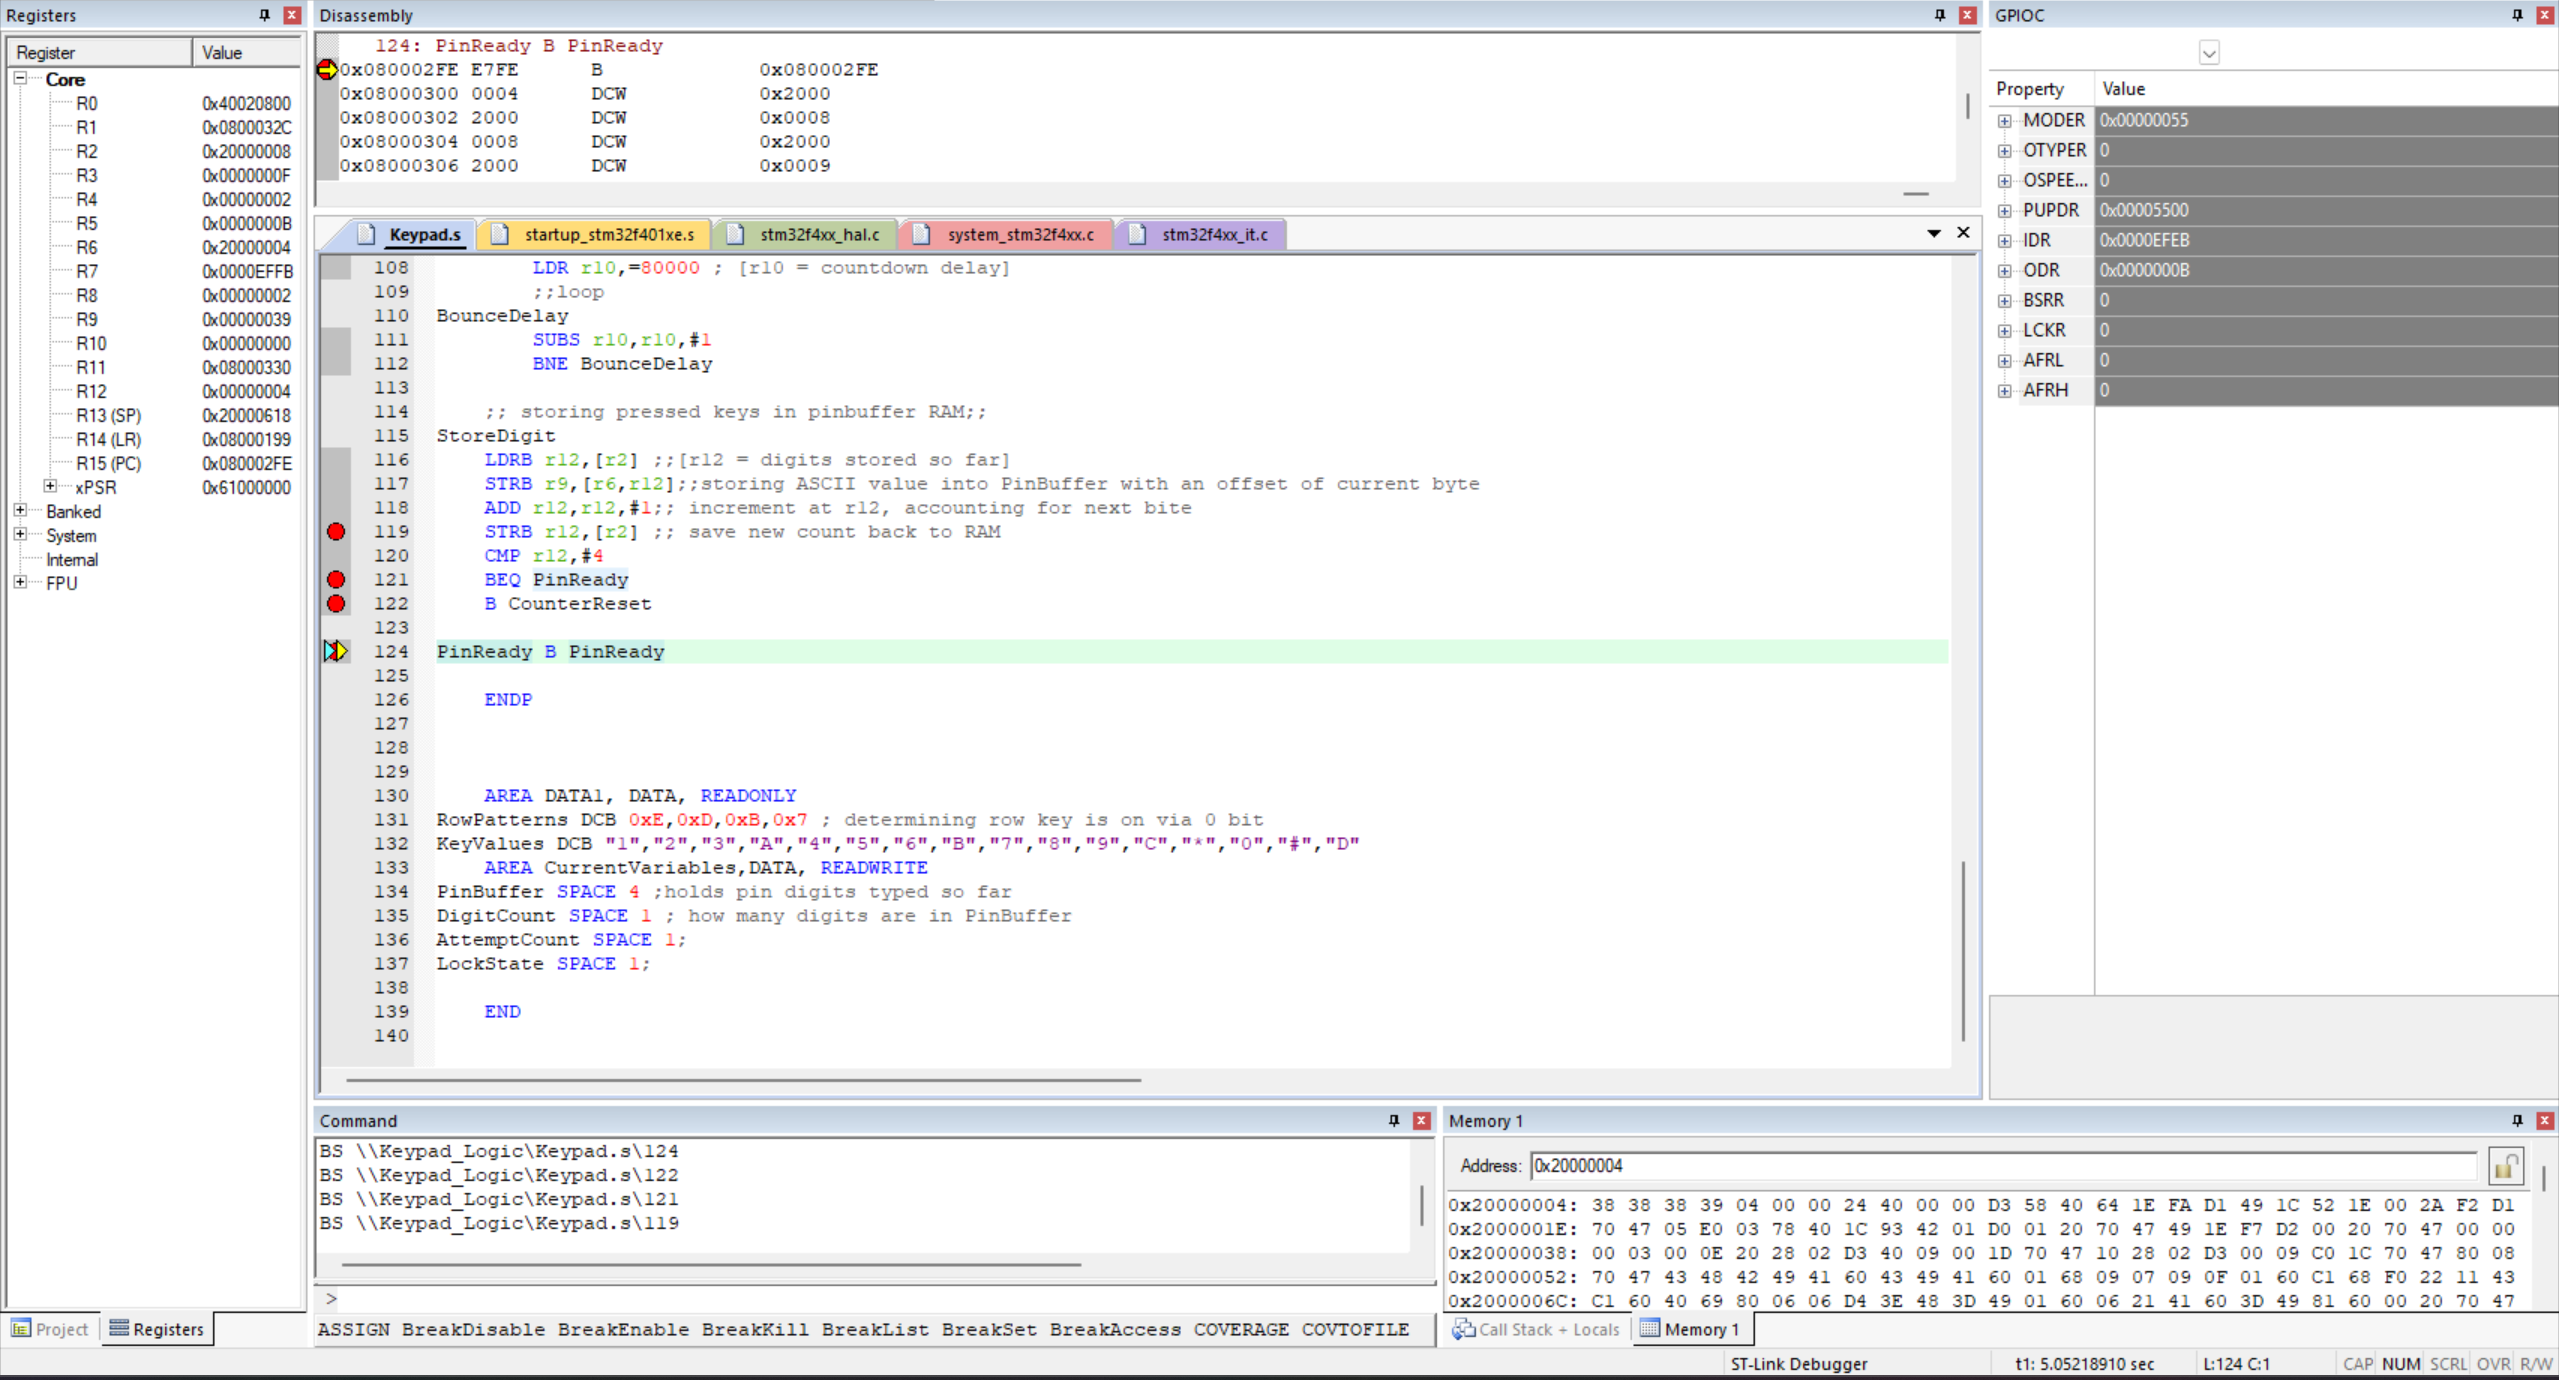 Registers
Register Value
Core
R0 0x40020800
R1 0x0800032C
R2 0x20000008
R3 0x0000000F
R4 0x00000002
R5 0x0000000B
R6 0x20000004
R7 0x0000EFFB
R8 0x00000002
R9 0x00000039
R10 0x00000000
R11 0x08000330
R12 0x00000004
R13 (SP) 0x20000618
R14 (LR) 0x08000199
R15 (PC) 0x080002FE
xPSR 0x61000000
Banked
System
Internal
FPU
Project Registers
Disassembly
124: PinReady B PinReady
0x080002FE E7FE B 0x080002FE
0x08000300 0004 DCW 0x2000
0x08000302 2000 DCW 0x0008
0x08000304 0008 DCW 0x2000
0x08000306 2000 DCW 0x0009
Keypad.s startup_stm32f401xe.s stm32f4xx_hal.c system_stm32f4xx.c stm32f4xx_it.c
108 LDR r10,=80000 ; [r10 = countdown delay]
109 ;;loop
110 BounceDelay
111 SUBS r10,r10,#1
112 BNE BounceDelay
113
114 ;; storing pressed keys in pinbuffer RAM;;
115 StoreDigit
116 LDRB r12,[r2] ;;[r12 = digits stored so far]
117 STRB r9,[r6,r12];;storing ASCII value into PinBuffer with an offset of current byte
118 ADD r12,r12,#1;; increment at r12, accounting for next bite
119 STRB r12,[r2] ;; save new count back to RAM
120 CMP r12,#4
121 BEQ PinReady
122 B CounterReset
123
124 PinReady B PinReady
125
126 ENDP
127
128
129
130 AREA DATA1, DATA, READONLY
131 RowPatterns DCB 0xE,0xD,0xB,0x7 ; determining row key is on via 0 bit
132 KeyValues DCB "1","2","3","A","4","5","6","B","7","8","9","C","*","0","#","D"
133 AREA CurrentVariables,DATA, READWRITE
134 PinBuffer SPACE 4 ;holds pin digits typed so far
135 DigitCount SPACE 1 ; how many digits are in PinBuffer
136 AttemptCount SPACE 1;
137 LockState SPACE 1;
138
139 END
140
GPIOC
Property Value
MODER 0x00000055
OTYPER 0
OSPEE... 0
PUPDR 0x00005500
IDR 0x0000EFEB
ODR 0x0000000B
BSRR 0
LCKR 0
AFRL 0
AFRH 0
Command
BS \\Keypad_Logic\Keypad.s\124
BS \\Keypad_Logic\Keypad.s\122
BS \\Keypad_Logic\Keypad.s\121
BS \\Keypad_Logic\Keypad.s\119
>
ASSIGN BreakDisable BreakEnable BreakKill BreakList BreakSet BreakAccess COVERAGE COVTOFILE
Memory 1
Address: 0x20000004
0x20000004: 38 38 38 39 04 00 00 24 40 00 00 D3 58 40 64 1E FA D1 49 1C 52 1E 00 2A F2 D1
0x2000001E: 70 47 05 E0 03 78 40 1C 93 42 01 D0 01 20 70 47 49 1E F7 D2 00 20 70 47 00 00
0x20000038: 00 03 00 0E 20 28 02 D3 40 09 00 1D 70 47 10 28 02 D3 00 09 C0 1C 70 47 80 08
0x20000052: 70 47 43 48 42 49 41 60 43 49 41 60 01 68 09 07 09 0F 01 60 C1 68 F0 22 11 43
0x2000006C: C1 60 40 69 80 06 06 D4 3E 48 3D 49 01 60 06 21 41 60 3D 49 81 60 00 20 70 47
Call Stack + Locals Memory 1
ST-Link Debugger t1: 5.05218910 sec L:124 C:1 CAP NUM SCRL OVR R/W